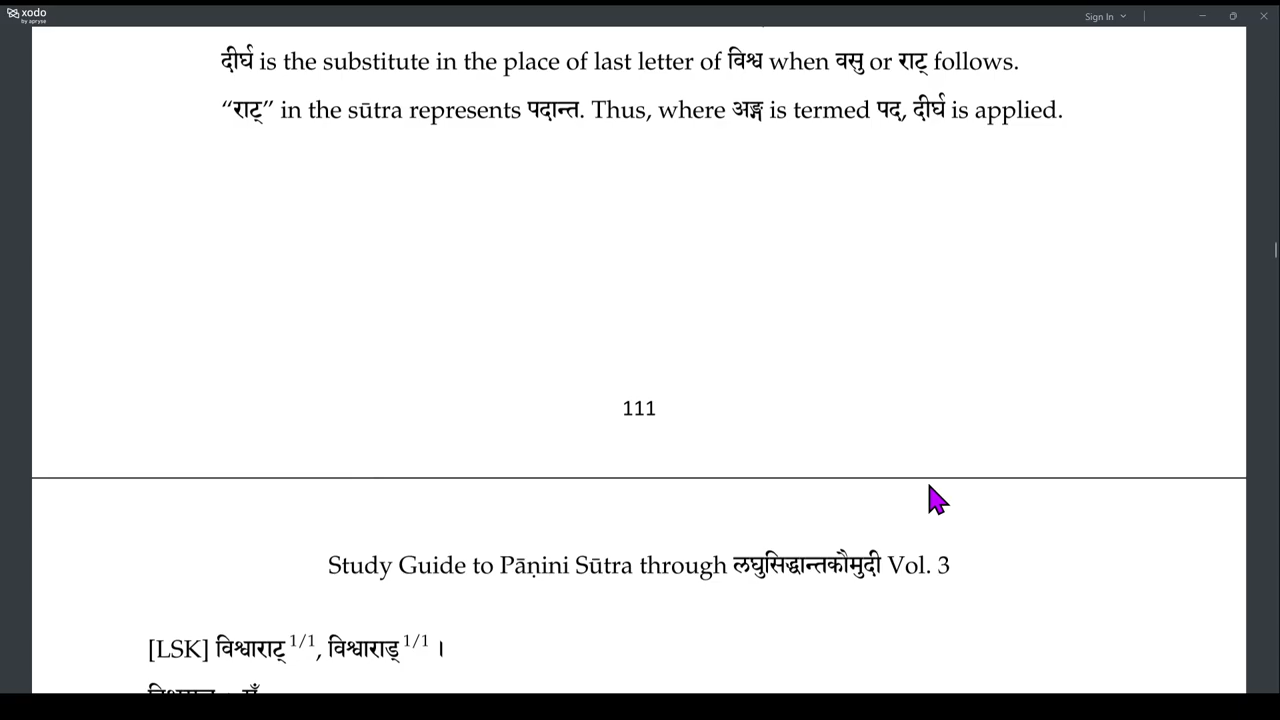 xodo
by apryse
Sign In
दीर्घ is the substitute in the place of last letter of विश्व when वसु or राट् follows.
“राट्” in the sūtra represents पदान्त. Thus, where अङ्ग is termed पद, दीर्घ is applied.
111
Study Guide to Pāṇini Sūtra through लघुसिद्धान्तकौमुदी Vol. 3
[LSK] विश्वाराट् 1/1, विश्वाराड् 1/1 ।